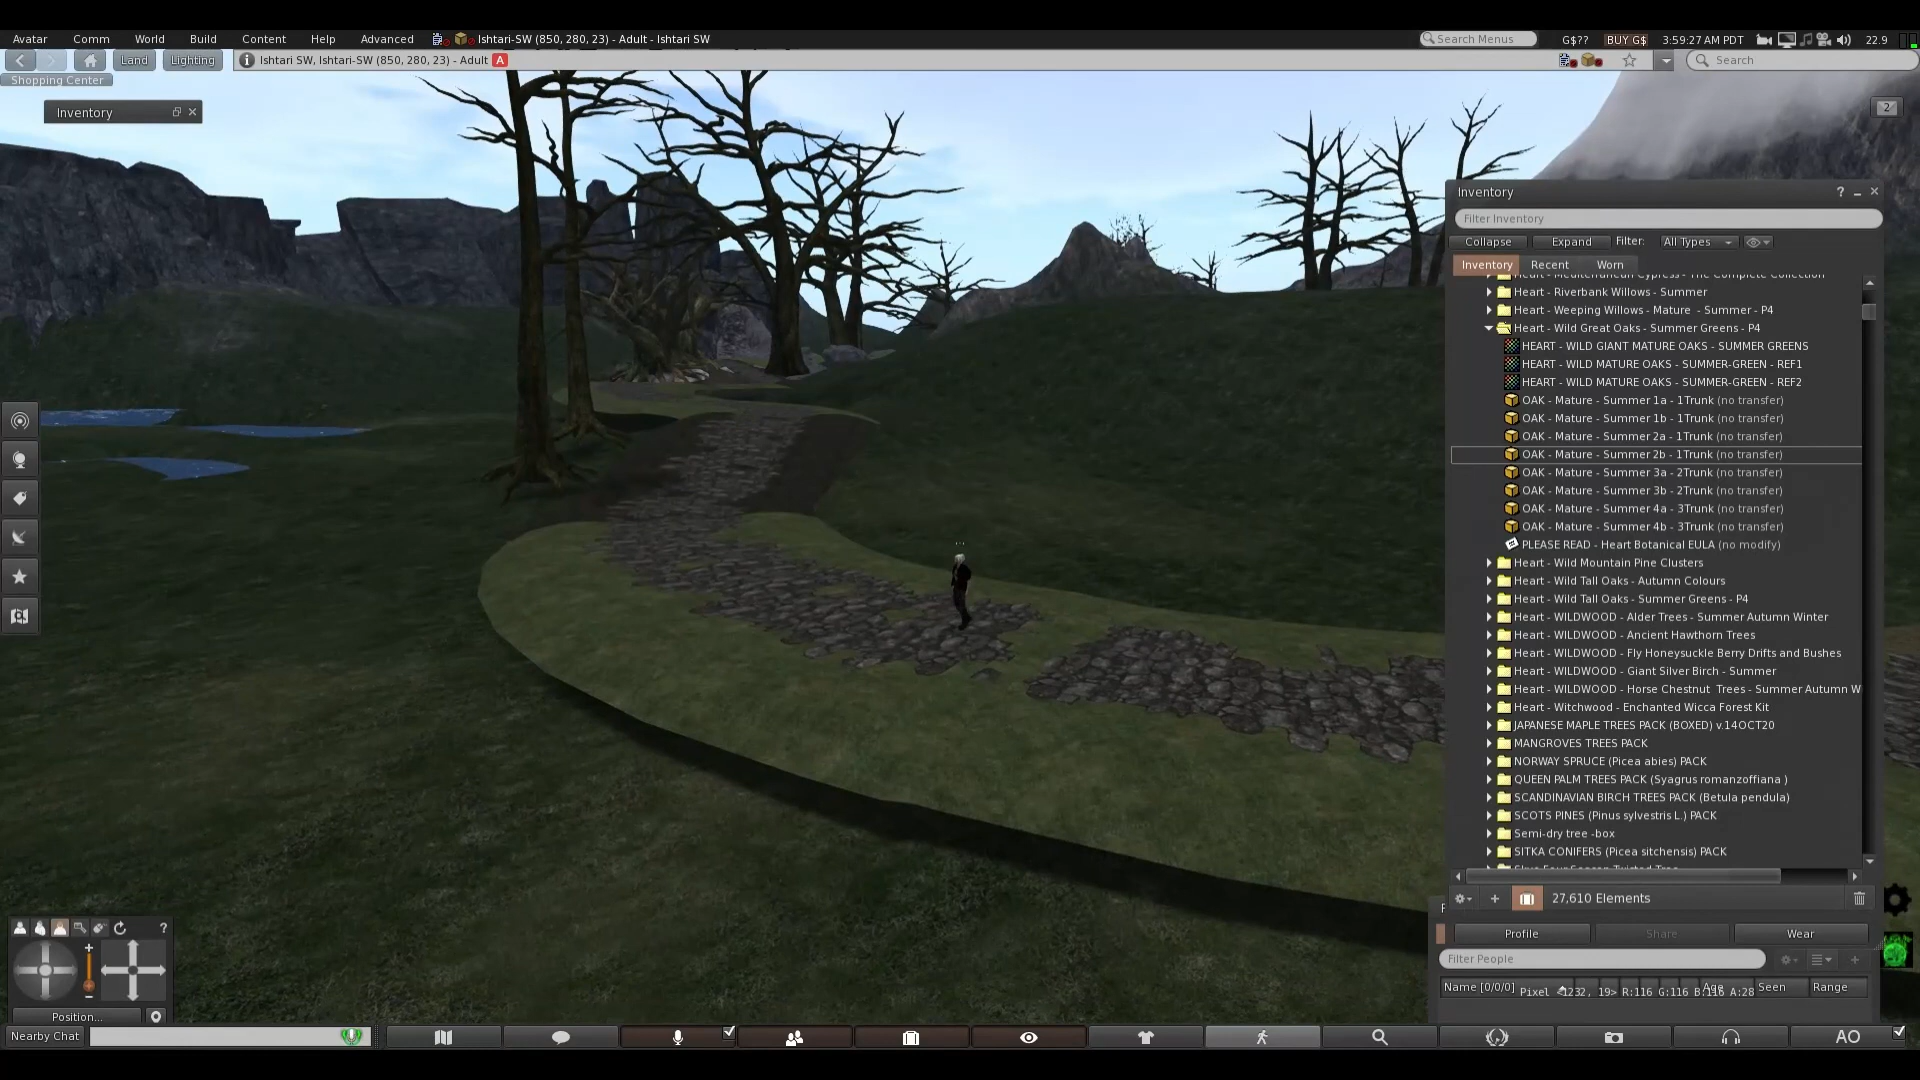 Avatar Comm World Build Content Help Advanced Ishtari-SW (850, 280, 23) - Adult - Ishtari SW Search Menus G$?? BUY G$ 3:59:27 AM PDT 22.9
Land Lighting Ishtari SW, Ishtari-SW (850, 280, 23) - Adult A Search
Shopping Center
Inventory
2
Inventory ?
Filter Inventory
Collapse Expand Filter: All Types
Inventory Recent Worn
Heart - Mediterranean Cypress - The Complete Collection
Heart - Riverbank Willows - Summer
Heart - Weeping Willows - Mature - Summer - P4
Heart - Wild Great Oaks - Summer Greens - P4
HEART - WILD GIANT MATURE OAKS - SUMMER GREENS
HEART - WILD MATURE OAKS - SUMMER-GREEN - REF1
HEART - WILD MATURE OAKS - SUMMER-GREEN - REF2
OAK - Mature - Summer 1a - 1Trunk (no transfer)
OAK - Mature - Summer 1b - 1Trunk (no transfer)
OAK - Mature - Summer 2a - 1Trunk (no transfer)
OAK - Mature - Summer 2b - 1Trunk (no transfer)
OAK - Mature - Summer 3a - 2Trunk (no transfer)
OAK - Mature - Summer 3b - 2Trunk (no transfer)
OAK - Mature - Summer 4a - 3Trunk (no transfer)
OAK - Mature - Summer 4b - 3Trunk (no transfer)
PLEASE READ - Heart Botanical EULA (no modify)
Heart - Wild Mountain Pine Clusters
Heart - Wild Tall Oaks - Autumn Colours
Heart - Wild Tall Oaks - Summer Greens - P4
Heart - WILDWOOD - Alder Trees - Summer Autumn Winter
Heart - WILDWOOD - Ancient Hawthorn Trees
Heart - WILDWOOD - Fly Honeysuckle Berry Drifts and Bushes
Heart - WILDWOOD - Giant Silver Birch - Summer
Heart - WILDWOOD - Horse Chestnut Trees - Summer Autumn W
Heart - Witchwood - Enchanted Wicca Forest Kit
JAPANESE MAPLE TREES PACK (BOXED) v.14OCT20
MANGROVES TREES PACK
NORWAY SPRUCE (Picea abies) PACK
QUEEN PALM TREES PACK (Syagrus romanzoffiana )
SCANDINAVIAN BIRCH TREES PACK (Betula pendula)
SCOTS PINES (Pinus sylvestris L.) PACK
Semi-dry tree -box
SITKA CONIFERS (Picea sitchensis) PACK
27,610 Elements
Profile Share Wear
Filter People
Name [0/0/0] Age Seen Range
Pixel <1232, 19> R:116 G:116 B:116 A:28
?
Position...
Nearby Chat AO